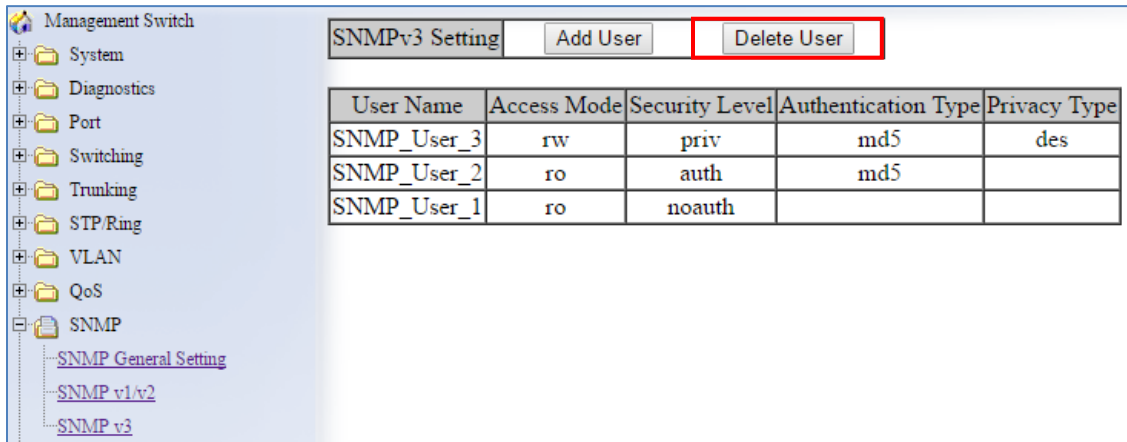 Management Switch
System
Diagnostics
Port
Switching
Trunking
STP/Ring
VLAN
QoS
SNMP
SNMP General Setting
SNMP v1/v2
SNMP v3
SNMPv3 Setting Add User Delete User
User Name Access Mode Security Level Authentication Type Privacy Type
SNMP_User_3 rw priv md5 des
SNMP_User_2 ro auth md5
SNMP_User_1 ro noauth